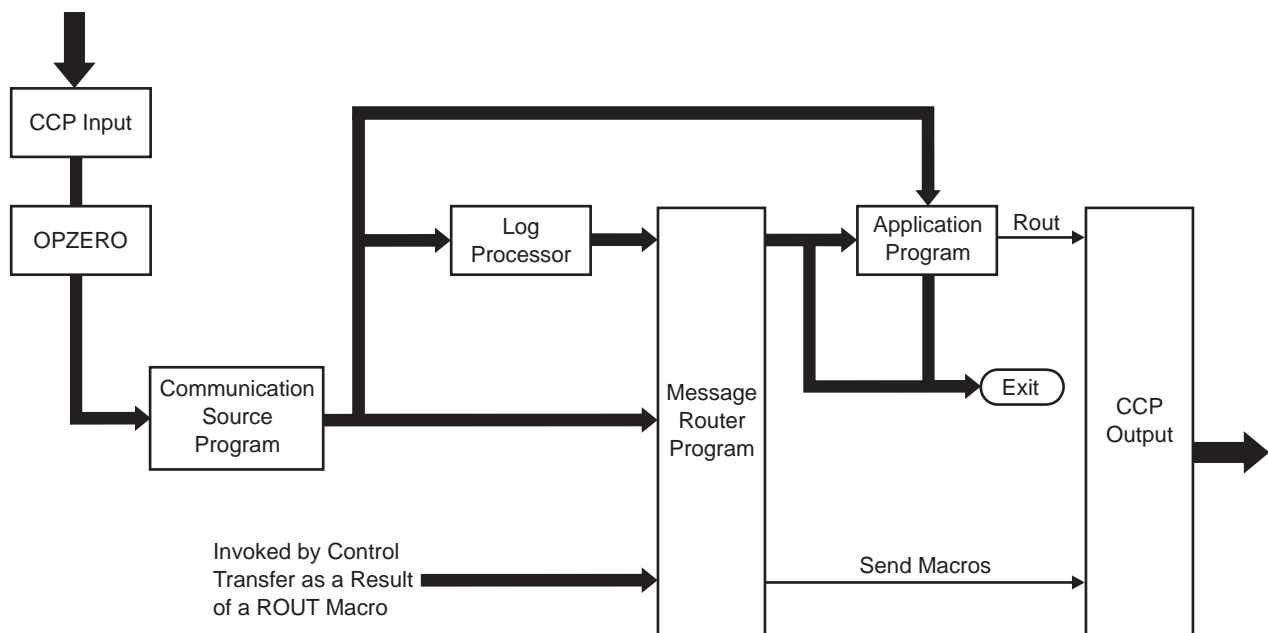 CCP Input
OPZERO
Communication
Source
Program
Log
Processor
Message
Router
Program
Application
Program
Rout
Exit
CCP
Output
Invoked by Control
Transfer as a Result
of a ROUT Macro
Send Macros